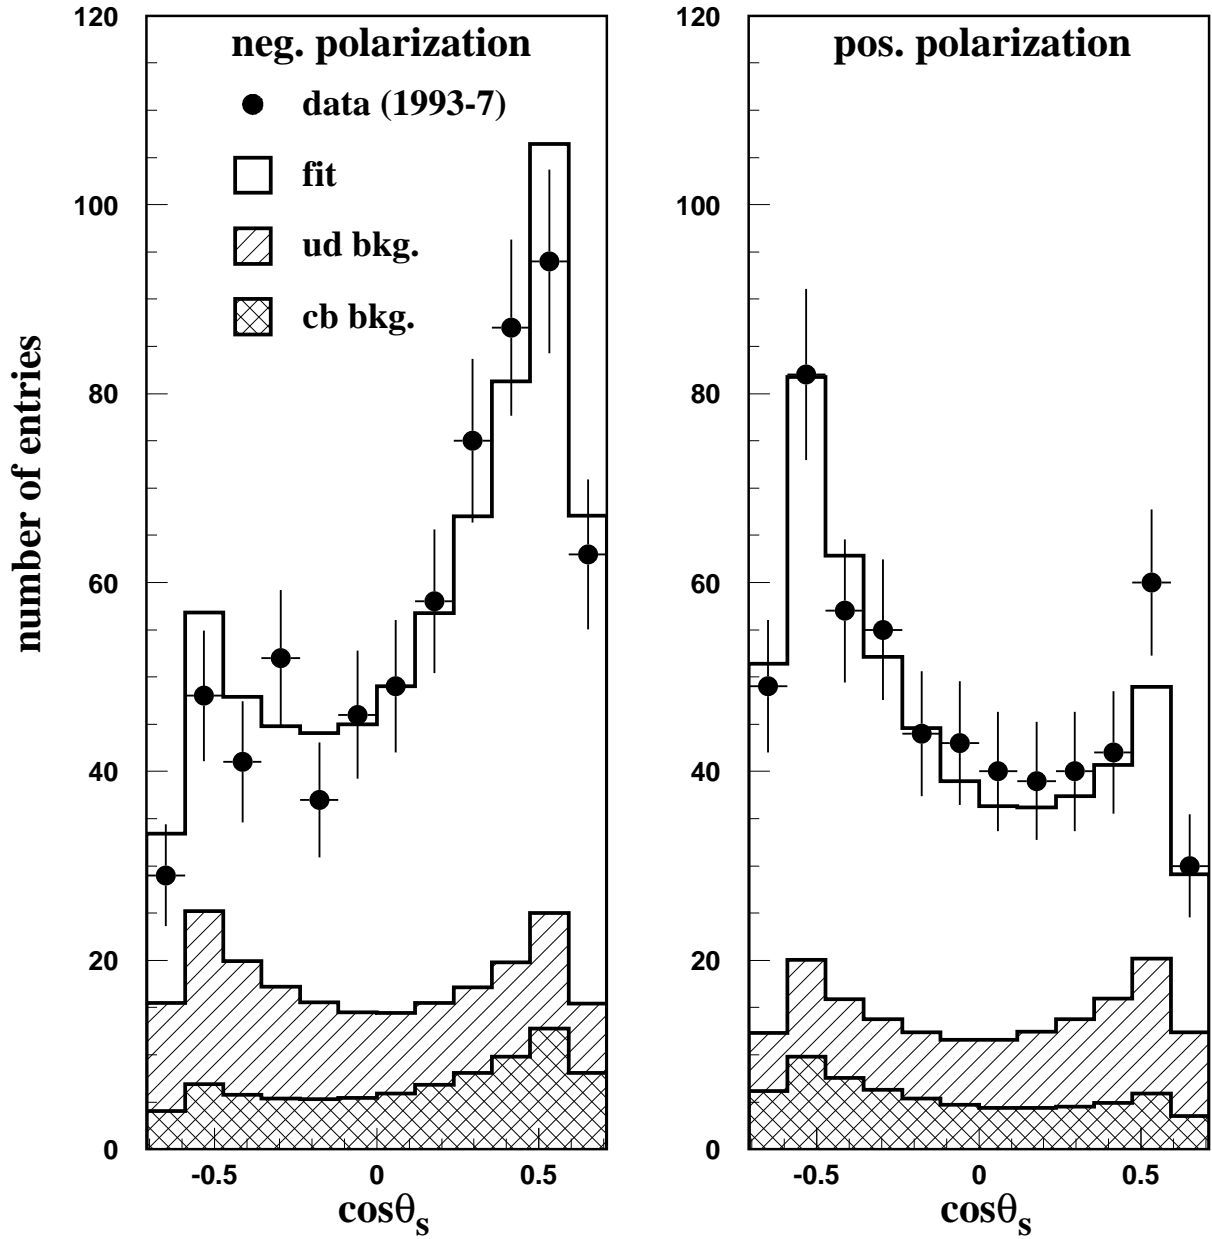 neg. polarization
data (1993-7)
fit
ud bkg.
cb bkg.
number of entries
120
100
80
60
40
20
0
-0.5 0 0.5
cosθs
pos. polarization
120
100
80
60
40
20
0
-0.5 0 0.5
cosθs